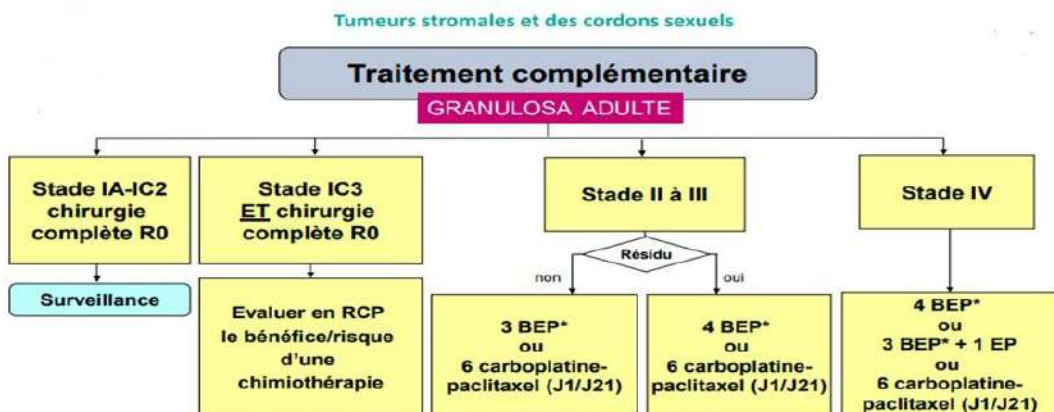 Tumeurs stromales et des cordons sexuels
Traitement complémentaire
GRANULOSA ADULTE
Stade IA-IC2
chirurgie
complète R0
Surveillance
Stade IC3
ET chirurgie
complète R0
Evaluer en RCP
le bénéfice/risque
d'une
chimiothérapie
Stade II à III
Résidu
non
oui
3 BEP*
ou
6 carboplatine-
paclitaxel (J1/J21)
4 BEP*
ou
6 carboplatine-
paclitaxel (J1/J21)
Stade IV
4 BEP*
ou
3 BEP* + 1 EP
ou
6 carboplatine-
paclitaxel (J1/J21)